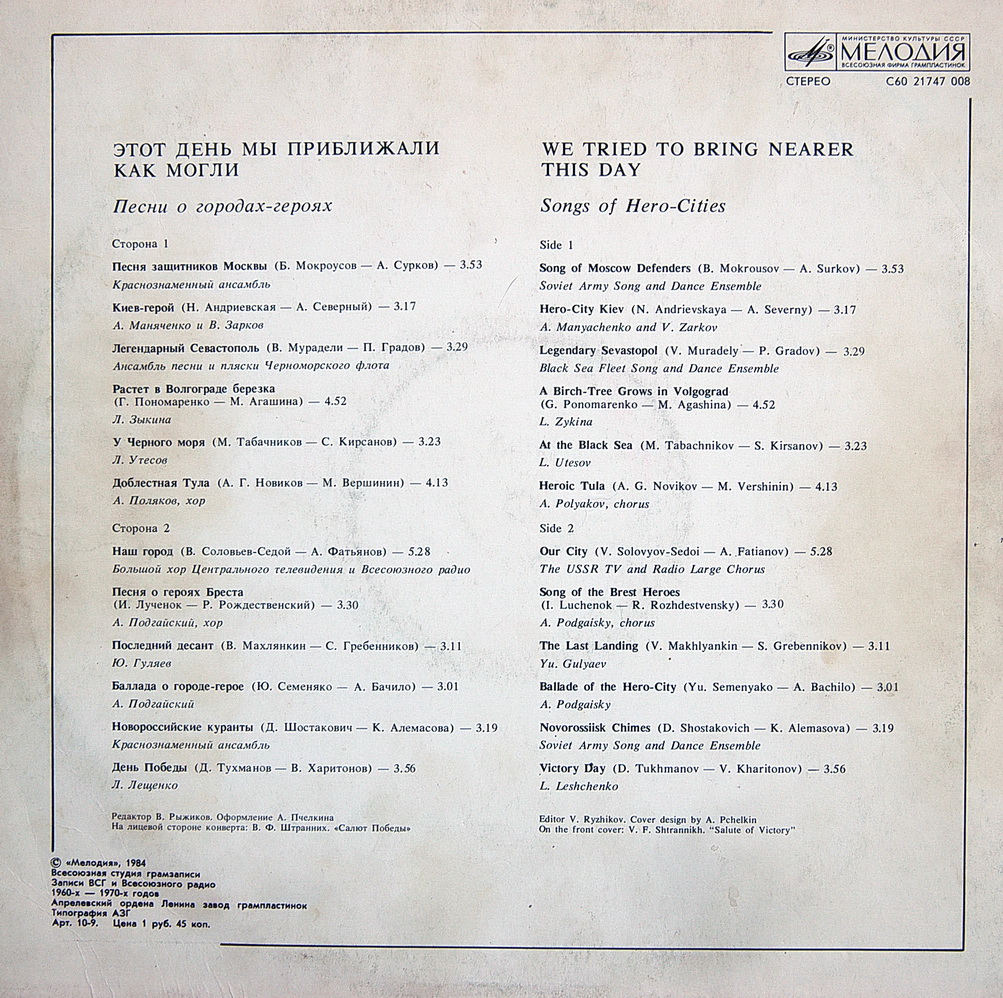 МИНИСТЕРСТВО КУЛЬТУРЫ СССР
МЕЛОДИЯ
ВСЕСОЮЗНАЯ ФИРМА ГРАМПЛАСТИНОК
СТЕРЕО С60 21747 008
ЭТОТ ДЕНЬ МЫ ПРИБЛИЖАЛИ
КАК МОГЛИ
Песни о городах-героях
Сторона 1
Песня защитников Москвы (Б. Мокроусов — А. Сурков) — 3.53
Краснознаменный ансамбль
Киев-герой (Н. Андриевская — А. Северный) — 3.17
А. Маняченко и В. Зарков
Легендарный Севастополь (В. Мурадели — П. Градов) — 3.29
Ансамбль песни и пляски Черноморского флота
Растет в Волгограде березка
(Г. Пономаренко — М. Агашина) — 4.52
Л. Зыкина
У Черного моря (М. Табачников — С. Кирсанов) — 3.23
Л. Утесов
Доблестная Тула (А. Г. Новиков — М. Вершинин) — 4.13
А. Поляков, хор
Сторона 2
Наш город (В. Соловьев-Седой — А. Фатьянов) — 5.28
Большой хор Центрального телевидения и Всесоюзного радио
Песня о героях Бреста
(И. Лученок — Р. Рождественский) — 3.30
А. Подгайский, хор
Последний десант (В. Махлянкин — С. Гребенников) — 3.11
Ю. Гуляев
Баллада о городе-герое (Ю. Семеняко — А. Бачило) — 3.01
А. Подгайский
Новороссийские куранты (Д. Шостакович — К. Алемасова) — 3.19
Краснознаменный ансамбль
День Победы (Д. Тухманов — В. Харитонов) — 3.56
Л. Лещенко
Редактор В. Рыжиков. Оформление А. Пчелкина
На лицевой стороне конверта: В. Ф. Штранних. «Салют Победы»
WE TRIED TO BRING NEARER
THIS DAY
Songs of Hero-Cities
Side 1
Song of Moscow Defenders (B. Mokrousov — A. Surkov) — 3.53
Soviet Army Song and Dance Ensemble
Hero-City Kiev (N. Andrievskaya — A. Severny) — 3.17
A. Manyachenko and V. Zarkov
Legendary Sevastopol (V. Muradely — P. Gradov) — 3.29
Black Sea Fleet Song and Dance Ensemble
A Birch-Tree Grows in Volgograd
(G. Ponomarenko — M. Agashina) — 4.52
L. Zykina
At the Black Sea (M. Tabachnikov — S. Kirsanov) — 3.23
L. Utesov
Heroic Tula (A. G. Novikov — M. Vershinin) — 4.13
A. Polyakov, chorus
Side 2
Our City (V. Solovyov-Sedoi — A. Fatianov) — 5.28
The USSR TV and Radio Large Chorus
Song of the Brest Heroes
(I. Luchenok — R. Rozhdestvensky) — 3.30
A. Podgaisky, chorus
The Last Landing (V. Makhlyankin — S. Grebennikov) — 3.11
Yu. Gulyaev
Ballade of the Hero-City (Yu. Semenyako — A. Bachilo) — 3.01
A. Podgaisky
Novorossiisk Chimes (D. Shostakovich — K. Alemasova) — 3.19
Soviet Army Song and Dance Ensemble
Victory Day (D. Tukhmanov — V. Kharitonov) — 3.56
L. Leshchenko
Editor V. Ryzhikov. Cover design by A. Pchelkin
On the front cover: V. F. Shtrannikh. “Salute of Victory”
© «Мелодия», 1984
Всесоюзная студия грамзаписи
Записи ВСГ и Всесоюзного радио
1960-х — 1970-х годов
Апрелевский ордена Ленина завод грампластинок
Типография АЗГ
Арт. 10-9. Цена 1 руб. 45 коп.